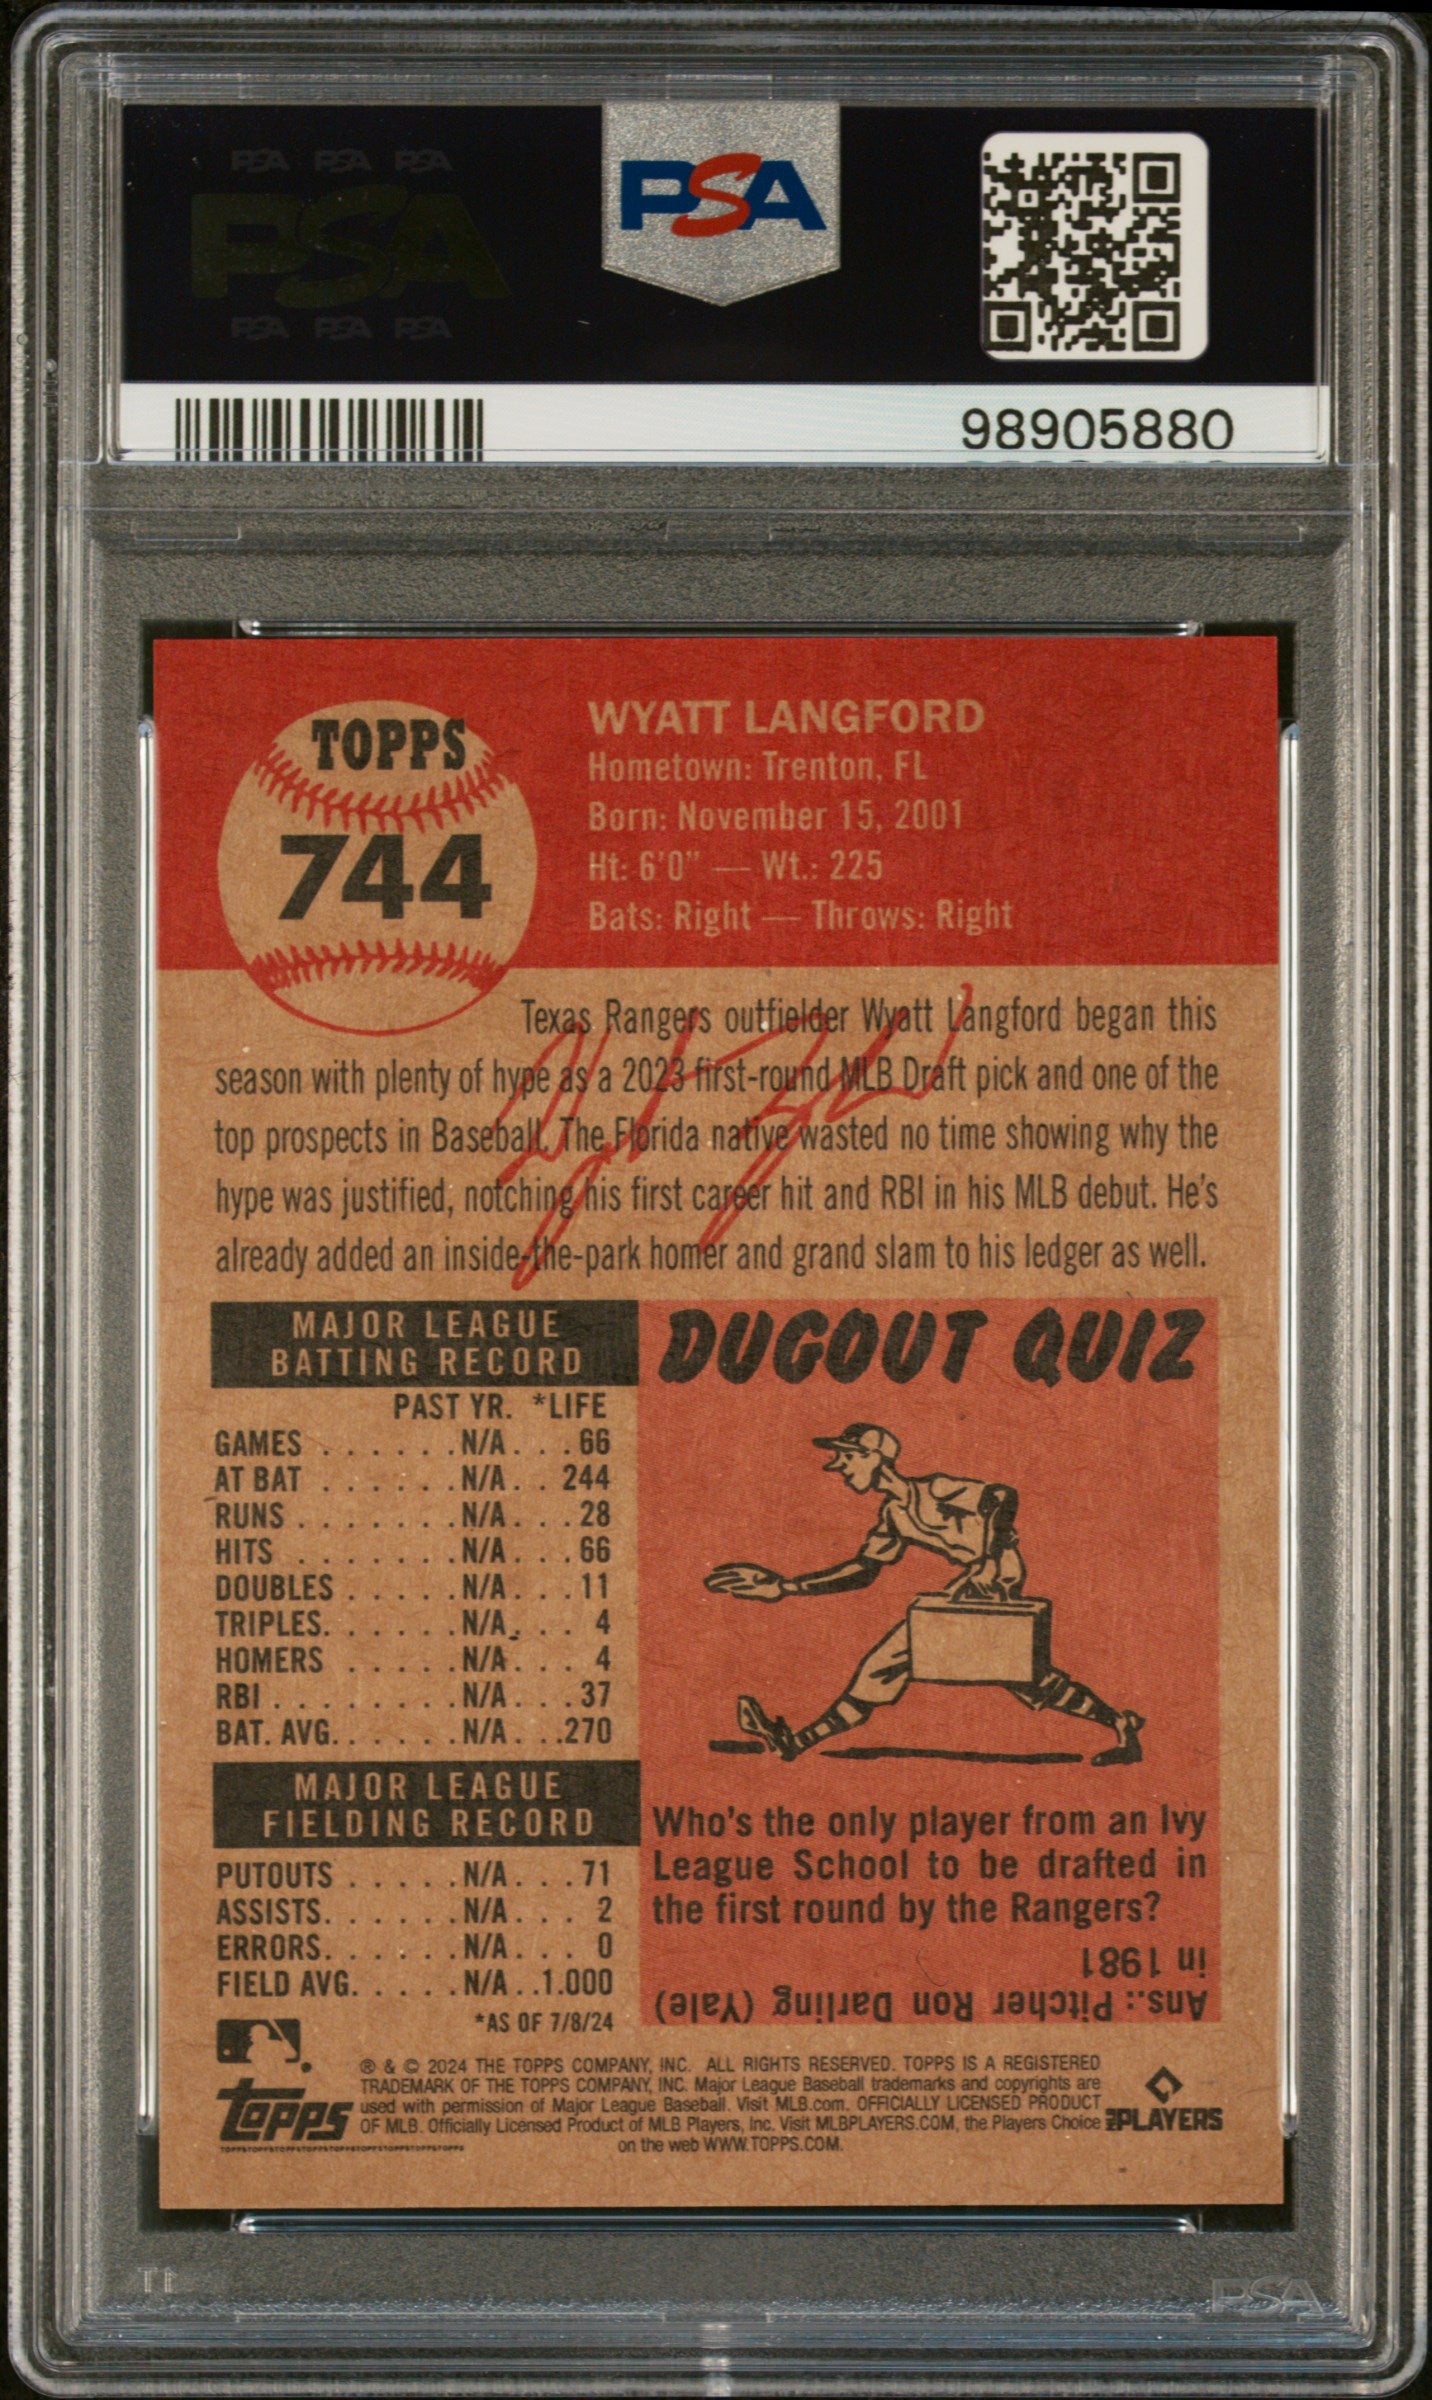 PSA PSA PSA
PSA
PSA PSA PSA
PSA
98905880
TOPPS
744
WYATT LANGFORD
Hometown: Trenton, FL
Born: November 15, 2001
Ht: 6'0" — Wt.: 225
Bats: Right — Throws: Right
Texas Rangers outfielder Wyatt Langford began this
season with plenty of hype as a 2023 first-round MLB Draft pick and one of the
top prospects in Baseball. The Florida native wasted no time showing why the
hype was justified, notching his first career hit and RBI in his MLB debut. He's
already added an inside-the-park homer and grand slam to his ledger as well.
MAJOR LEAGUE
BATTING RECORD
PAST YR. *LIFE
GAMES . . . . . . N/A . . . 66
AT BAT . . . . . . N/A . . 244
RUNS . . . . . . . N/A . . . 28
HITS . . . . . . . N/A . . . 66
DOUBLES . . . . . N/A . . . 11
TRIPLES. . . . . . N/A . . . 4
HOMERS . . . . . N/A . . . 4
RBI . . . . . . . . N/A . . . 37
BAT. AVG. . . . . . N/A . . .270
MAJOR LEAGUE
FIELDING RECORD
PUTOUTS . . . . . N/A . . . 71
ASSISTS. . . . . . N/A . . . 2
ERRORS. . . . . . N/A . . . 0
FIELD AVG. . . . . N/A . .1.000
*AS OF 7/8/24
DUGOUT QUIZ
Who's the only player from an Ivy
League School to be drafted in
the first round by the Rangers?
Ans.: Pitcher Ron Darling (Yale)
in 1981
topps
® & © 2024 THE TOPPS COMPANY, INC. ALL RIGHTS RESERVED. TOPPS IS A REGISTERED
TRADEMARK OF THE TOPPS COMPANY, INC. Major League Baseball trademarks and copyrights are
used with permission of Major League Baseball. Visit MLB.com. OFFICIALLY LICENSED PRODUCT
OF MLB. Officially Licensed Product of MLB Players, Inc. Visit MLBPLAYERS.COM, the Players Choice
on the web WWW.TOPPS.COM.
MLB PLAYERS
PSA